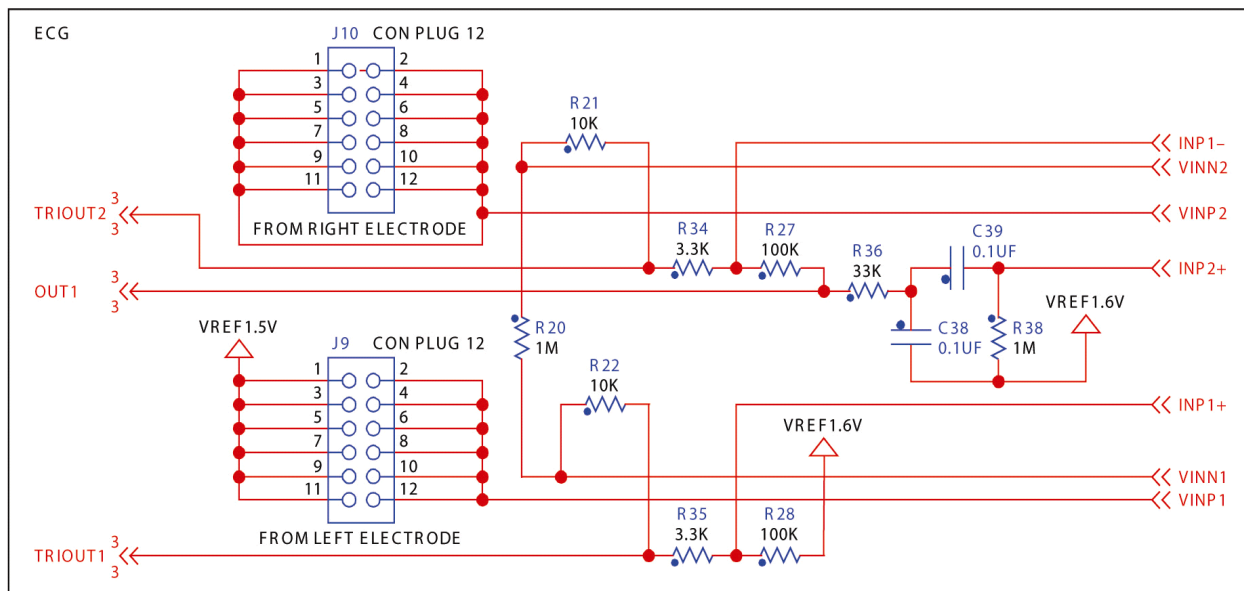 ECG
J10 CON PLUG 12
1 2
3 4
5 6
7 8
9 10
11 12
FROM RIGHT ELECTRODE
R21
10K
INP1–
VINN2
TRIOUT2
3
3
VINP2
R34
3.3K
R27
100K
R36
33K
C39
0.1UF
INP2+
OUT1
3
3
VREF1.6V
C38
0.1UF
R38
1M
VREF1.5V
R20
1M
J9 CON PLUG 12
1 2
3 4
5 6
7 8
9 10
11 12
FROM LEFT ELECTRODE
R22
10K
INP1+
VREF1.6V
VINN1
VINP1
R35
3.3K
R28
100K
TRIOUT1
3
3